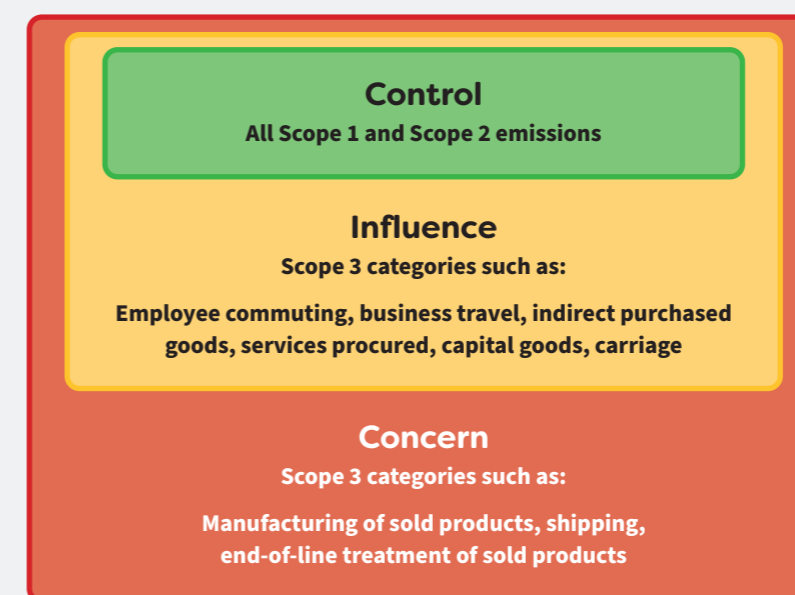 Control
All Scope 1 and Scope 2 emissions
Influence
Scope 3 categories such as:
Employee commuting, business travel, indirect purchased
goods, services procured, capital goods, carriage
Concern
Scope 3 categories such as:
Manufacturing of sold products, shipping,
end-of-line treatment of sold products